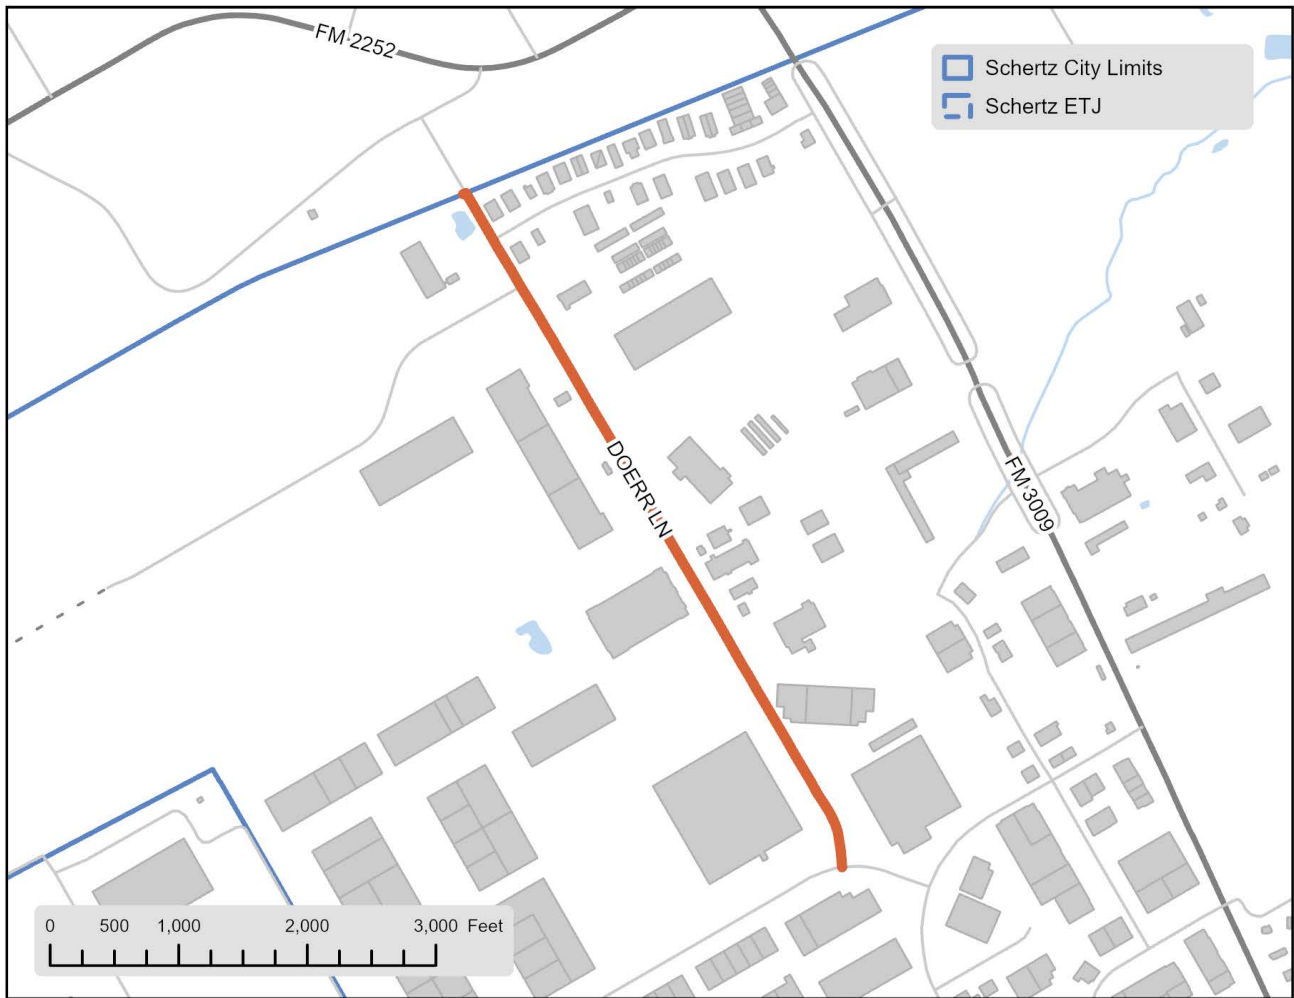 FM 2252
Schertz City Limits
Schertz ETJ
DOERR LN
FM 3009
0 500 1,000 2,000 3,000 Feet